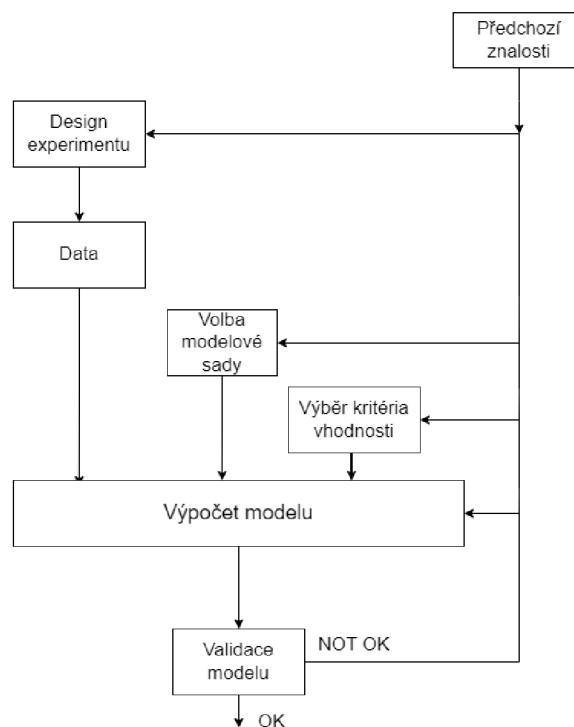 Předchozí
znalosti
Design
experimentu
Data
Volba
modelové
sady
Výběr kritéria
vhodnosti
Výpočet modelu
Validace
modelu
NOT OK
OK